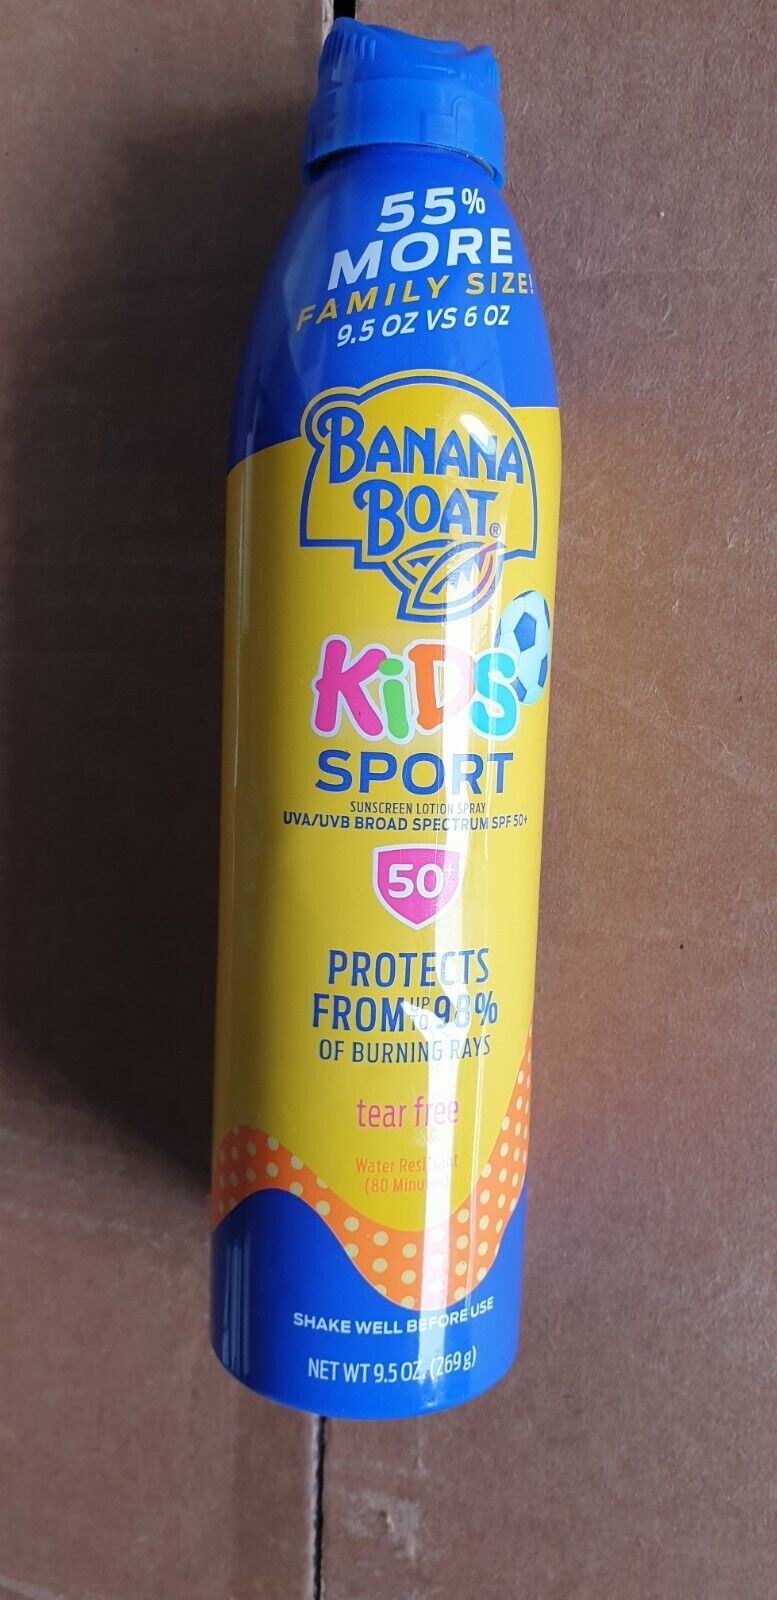 55%
MORE
FAMILY SIZE!
9.5 OZ VS 6 OZ
BANANA
BOAT®
KiDS
SPORT
SUNSCREEN LOTION SPRAY
UVA/UVB BROAD SPECTRUM SPF 50+
50+
PROTECTS
FROM UP TO 98%
OF BURNING RAYS
tear free
Water Resistant
(80 Minutes)
SHAKE WELL BEFORE USE
NET WT 9.5 OZ. (269 g)